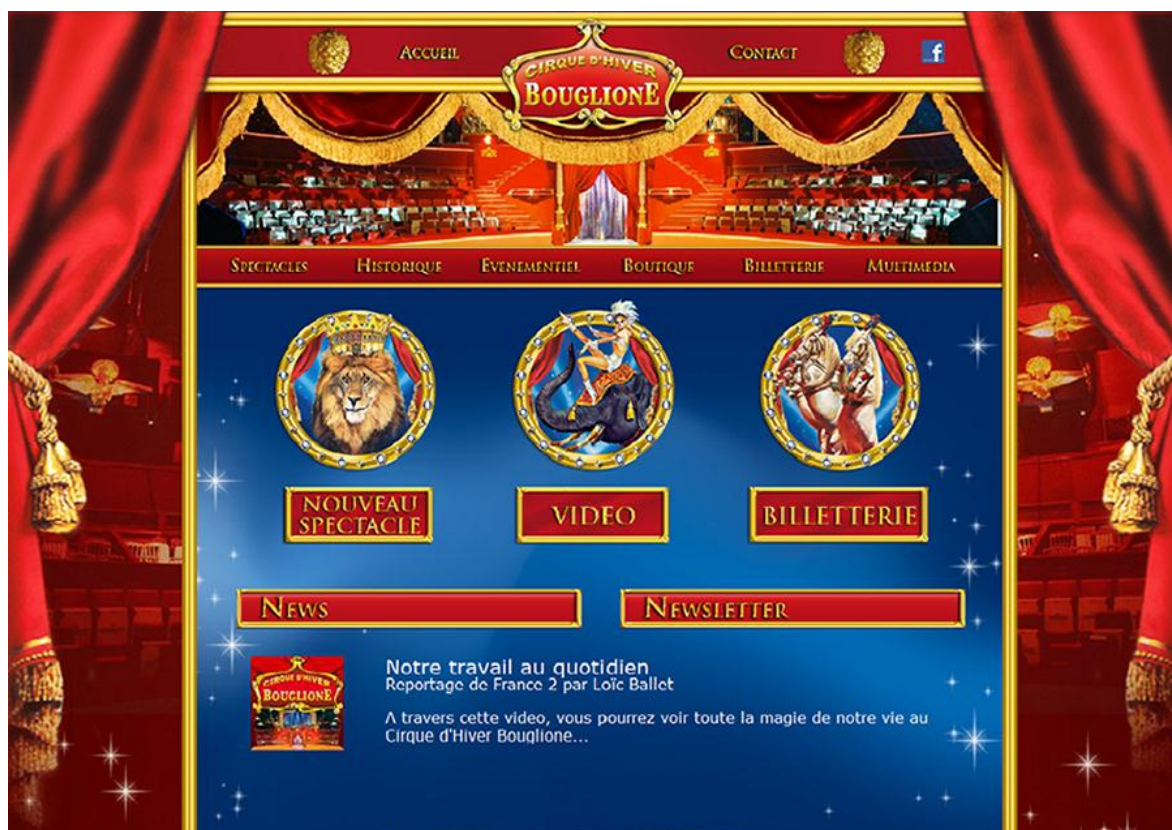 Accueil
CIRQUE D'HIVER
BOUGLIONE
Contact
f
Spectacles
Historique
Evenementiel
Boutique
Billetterie
Multimedia
NOUVEAU
SPECTACLE
VIDEO
BILLETTERIE
News
Newsletter
CIRQUE D'HIVER
BOUGLIONE
Notre travail au quotidien
Reportage de France 2 par Loïc Ballet
A travers cette video, vous pourrez voir toute la magie de notre vie au
Cirque d'Hiver Bouglione...